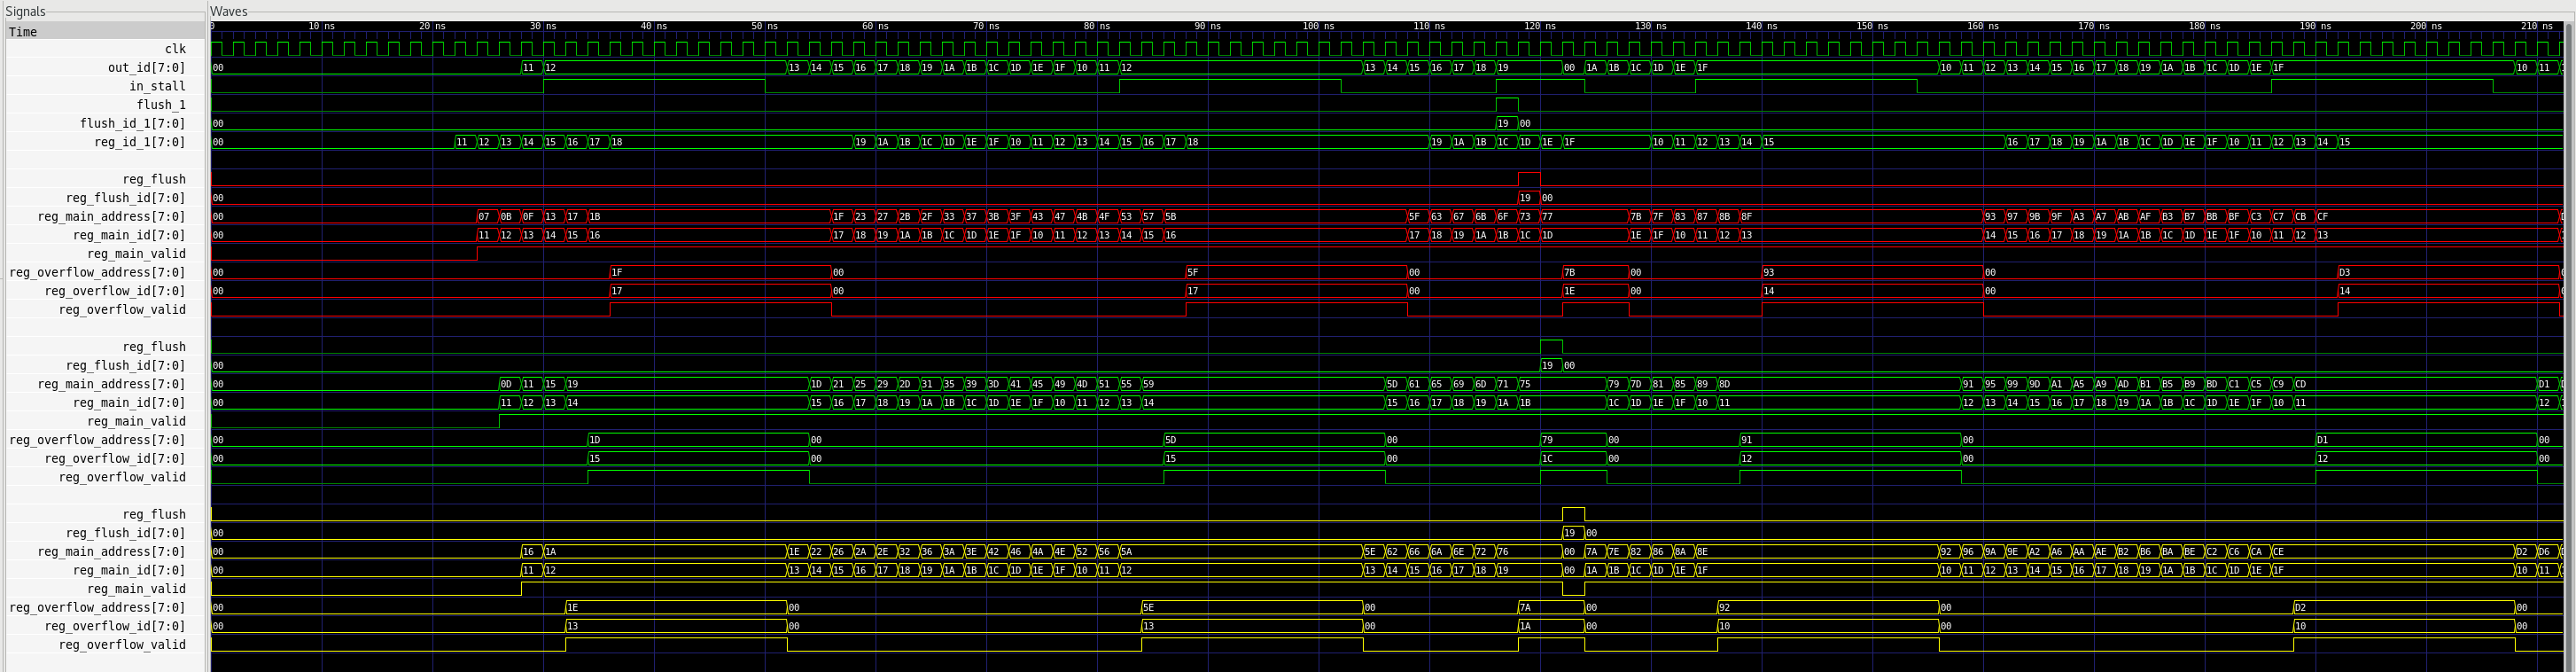 Signals Waves
Time 0 10 ns 20 ns 30 ns 40 ns 50 ns 60 ns 70 ns 80 ns 90 ns 100 ns 110 ns 120 ns 130 ns 140 ns 150 ns 160 ns 170 ns 180 ns 190 ns 200 ns 210 ns
clk
out_id[7:0] 00 11 12 13 14 15 16 17 18 19 1A 1B 1C 1D 1E 1F 10 11 12 13 14 15 16 17 18 19 00 1A 1B 1C 1D 1E 1F 10 11 12 13 14 15 16 17 18 19 1A 1B 1C 1D 1E 1F 10 11
in_stall
flush_1
flush_id_1[7:0] 00 19 00
reg_id_1[7:0] 00 11 12 13 14 15 16 17 18 19 1A 1B 1C 1D 1E 1F 10 11 12 13 14 15 16 17 18 19 1A 1B 1C 1D 1E 1F 10 11 12 13 14 15 16 17 18 19 1A 1B 1C 1D 1E 1F 10 11 12 13 14 15
reg_flush
reg_flush_id[7:0] 00 19 00
reg_main_address[7:0] 00 07 0B 0F 13 17 1B 1F 23 27 2B 2F 33 37 3B 3F 43 47 4B 4F 53 57 5B 5F 63 67 6B 6F 73 77 7B 7F 83 87 8B 8F 93 97 9B 9F A3 A7 AB AF B3 B7 BB BF C3 C7 CB CF
reg_main_id[7:0] 00 11 12 13 14 15 16 17 18 19 1A 1B 1C 1D 1E 1F 10 11 12 13 14 15 16 17 18 19 1A 1B 1C 1D 1E 1F 10 11 12 13 14 15 16 17 18 19 1A 1B 1C 1D 1E 1F 10 11 12 13
reg_main_valid
reg_overflow_address[7:0] 00 1F 00 5F 00 7B 00 93 00 D3
reg_overflow_id[7:0] 00 17 00 17 00 1E 00 14 00 14
reg_overflow_valid
reg_flush
reg_flush_id[7:0] 00 19 00
reg_main_address[7:0] 00 0D 11 15 19 1D 21 25 29 2D 31 35 39 3D 41 45 49 4D 51 55 59 5D 61 65 69 6D 71 75 79 7D 81 85 89 8D 91 95 99 9D A1 A5 A9 AD B1 B5 B9 BD C1 C5 C9 CD D1
reg_main_id[7:0] 00 11 12 13 14 15 16 17 18 19 1A 1B 1C 1D 1E 1F 10 11 12 13 14 15 16 17 18 19 1A 1B 1C 1D 1E 1F 10 11 12 13 14 15 16 17 18 19 1A 1B 1C 1D 1E 1F 10 11 12
reg_main_valid
reg_overflow_address[7:0] 00 1D 00 5D 00 79 00 91 00 D1 00
reg_overflow_id[7:0] 00 15 00 15 00 1C 00 12 00 12 00
reg_overflow_valid
reg_flush
reg_flush_id[7:0] 00 19 00
reg_main_address[7:0] 00 16 1A 1E 22 26 2A 2E 32 36 3A 3E 42 46 4A 4E 52 56 5A 5E 62 66 6A 6E 72 76 00 7A 7E 82 86 8A 8E 92 96 9A 9E A2 A6 AA AE B2 B6 BA BE C2 C6 CA CE D2 D6
reg_main_id[7:0] 00 11 12 13 14 15 16 17 18 19 1A 1B 1C 1D 1E 1F 10 11 12 13 14 15 16 17 18 19 00 1A 1B 1C 1D 1E 1F 10 11 12 13 14 15 16 17 18 19 1A 1B 1C 1D 1E 1F 10 11
reg_main_valid
reg_overflow_address[7:0] 00 1E 00 5E 00 7A 00 92 00 D2 00
reg_overflow_id[7:0] 00 13 00 13 00 1A 00 10 00 10 00
reg_overflow_valid